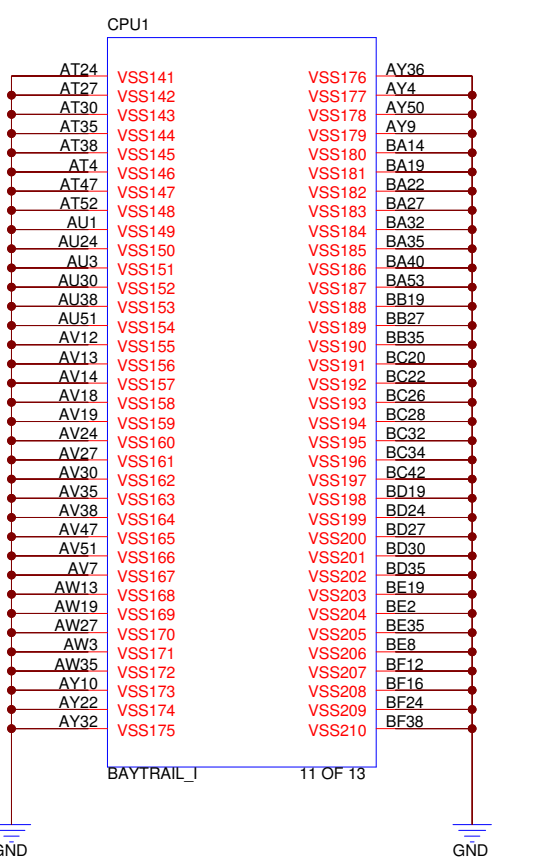 CPU1
AT24 VSS141 VSS176 AY36
AT27 VSS142 VSS177 AY4
AT30 VSS143 VSS178 AY50
AT35 VSS144 VSS179 AY9
AT38 VSS145 VSS180 BA14
AT4 VSS146 VSS181 BA19
AT47 VSS147 VSS182 BA22
AT52 VSS148 VSS183 BA27
AU1 VSS149 VSS184 BA32
AU24 VSS150 VSS185 BA35
AU3 VSS151 VSS186 BA40
AU30 VSS152 VSS187 BA53
AU38 VSS153 VSS188 BB19
AU51 VSS154 VSS189 BB27
AV12 VSS155 VSS190 BB35
AV13 VSS156 VSS191 BC20
AV14 VSS157 VSS192 BC22
AV18 VSS158 VSS193 BC26
AV19 VSS159 VSS194 BC28
AV24 VSS160 VSS195 BC32
AV27 VSS161 VSS196 BC34
AV30 VSS162 VSS197 BC42
AV35 VSS163 VSS198 BD19
AV38 VSS164 VSS199 BD24
AV47 VSS165 VSS200 BD27
AV51 VSS166 VSS201 BD30
AV7 VSS167 VSS202 BD35
AW13 VSS168 VSS203 BE19
AW19 VSS169 VSS204 BE2
AW27 VSS170 VSS205 BE35
AW3 VSS171 VSS206 BE8
AW35 VSS172 VSS207 BF12
AY10 VSS173 VSS208 BF16
AY22 VSS174 VSS209 BF24
AY32 VSS175 VSS210 BF38
BAYTRAIL_I 11 OF 13
GND GND